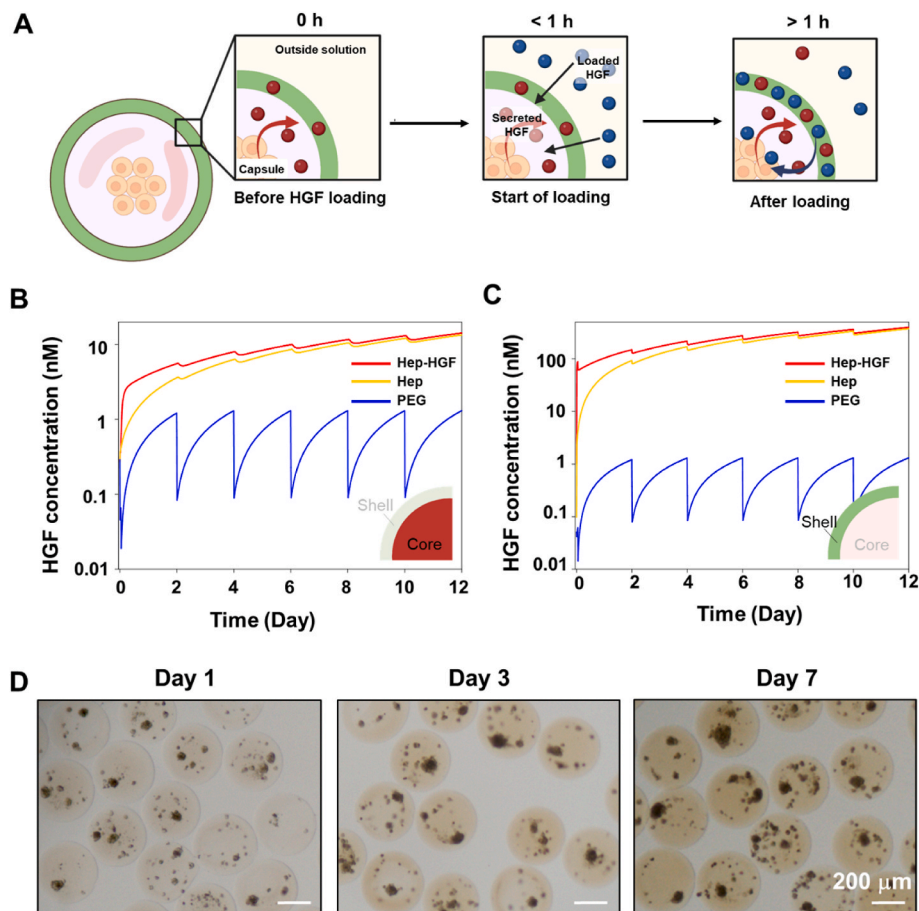 A
0 h
< 1 h
> 1 h
Outside solution
Capsule
Loaded
HGF
Secreted
HGF
Before HGF loading
Start of loading
After loading
B
HGF concentration (nM)
10
1
0.1
0.01
Hep-HGF
Hep
PEG
Shell
Core
0 2 4 6 8 10 12
Time (Day)
C
HGF concentration (nM)
100
10
1
0.1
0.01
Hep-HGF
Hep
PEG
Shell
Core
0 2 4 6 8 10 12
Time (Day)
D
Day 1
Day 3
Day 7
200 μm